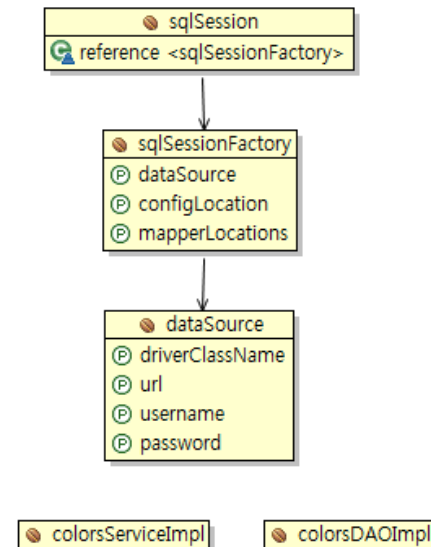 sqlSession
reference <sqlSessionFactory>
sqlSessionFactory
dataSource
configLocation
mapperLocations
dataSource
driverClassName
url
username
password
colorsServiceImpl
colorsDAOImpl